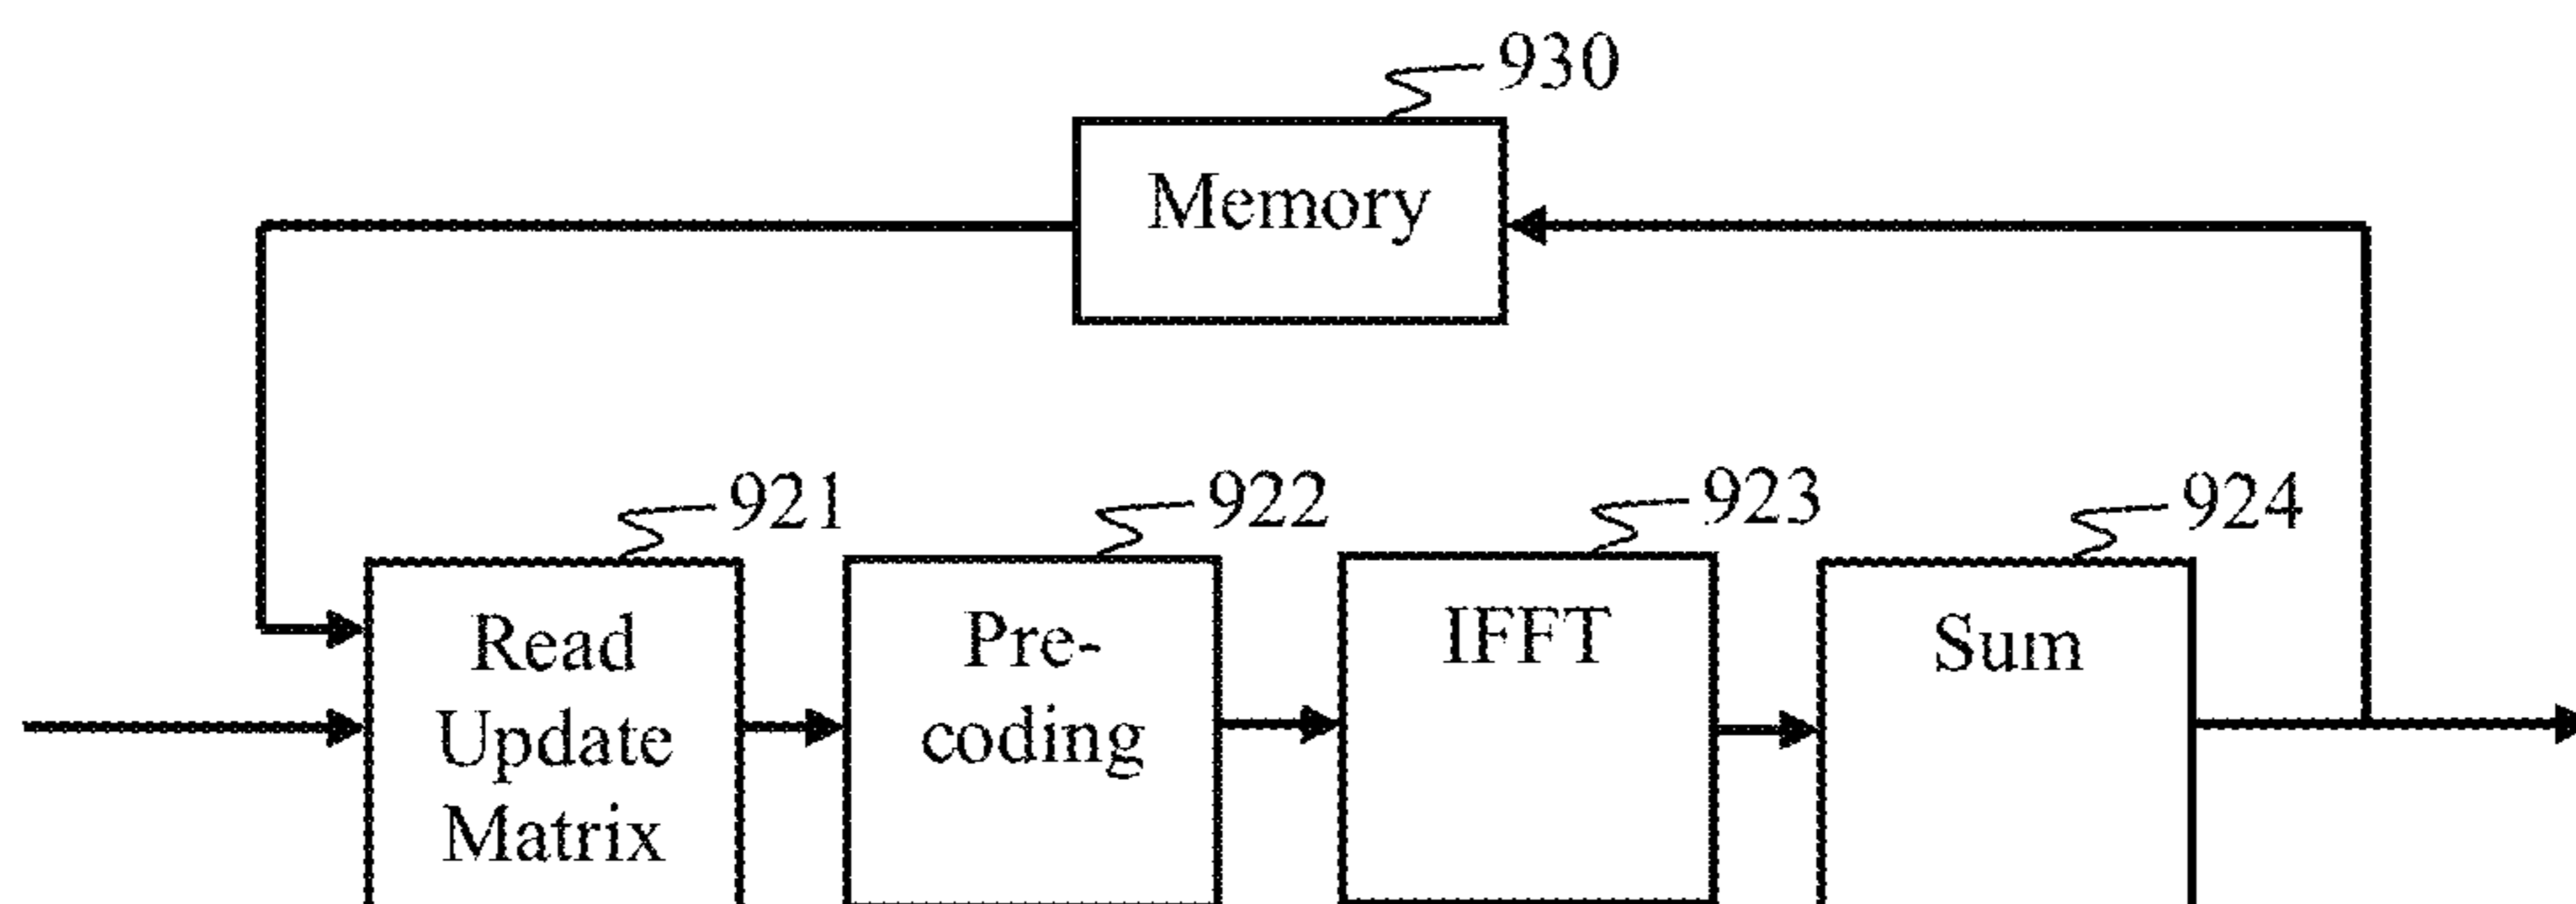 930
Memory
921
922
923
924
Read
Update
Matrix
Pre-
coding
IFFT
Sum